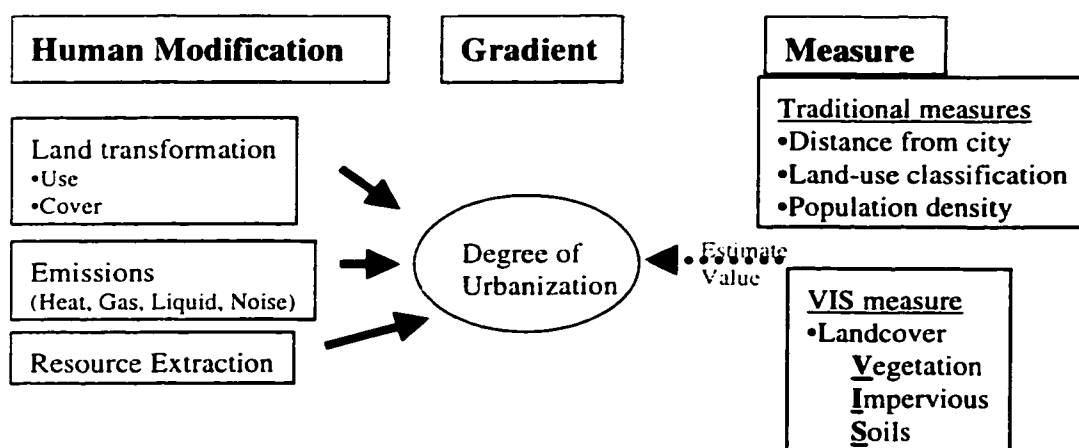 Human Modification
Gradient
Measure
Land transformation
•Use
•Cover
Emissions
(Heat, Gas, Liquid, Noise)
Resource Extraction
Degree of
Urbanization
Estimate
Value
Traditional measures
•Distance from city
•Land-use classification
•Population density
VIS measure
•Landcover
Vegetation
Impervious
Soils